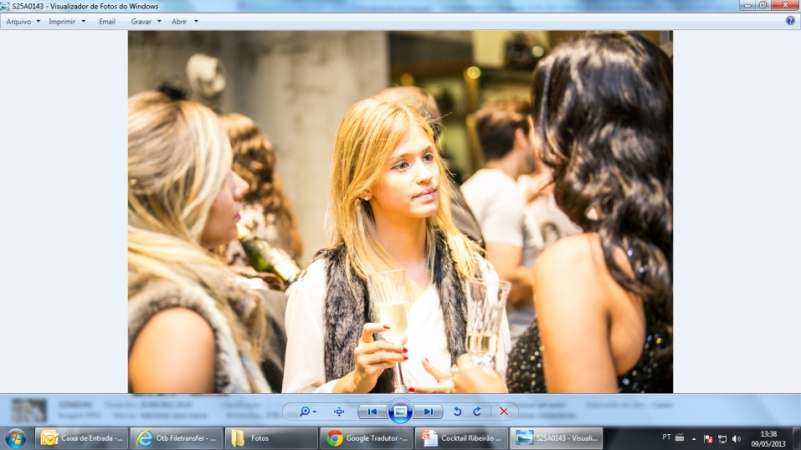 S25A0143 - Visualizador de Fotos do Windows
Arquivo Imprimir Email Gravar Abrir
Caixa de Entrada -... Otb Filetransfer -... Fotos Google Tradutor -... Cocktail Ribeirão ... S25A0143 - Visuali... PT 13:38
09/05/2013